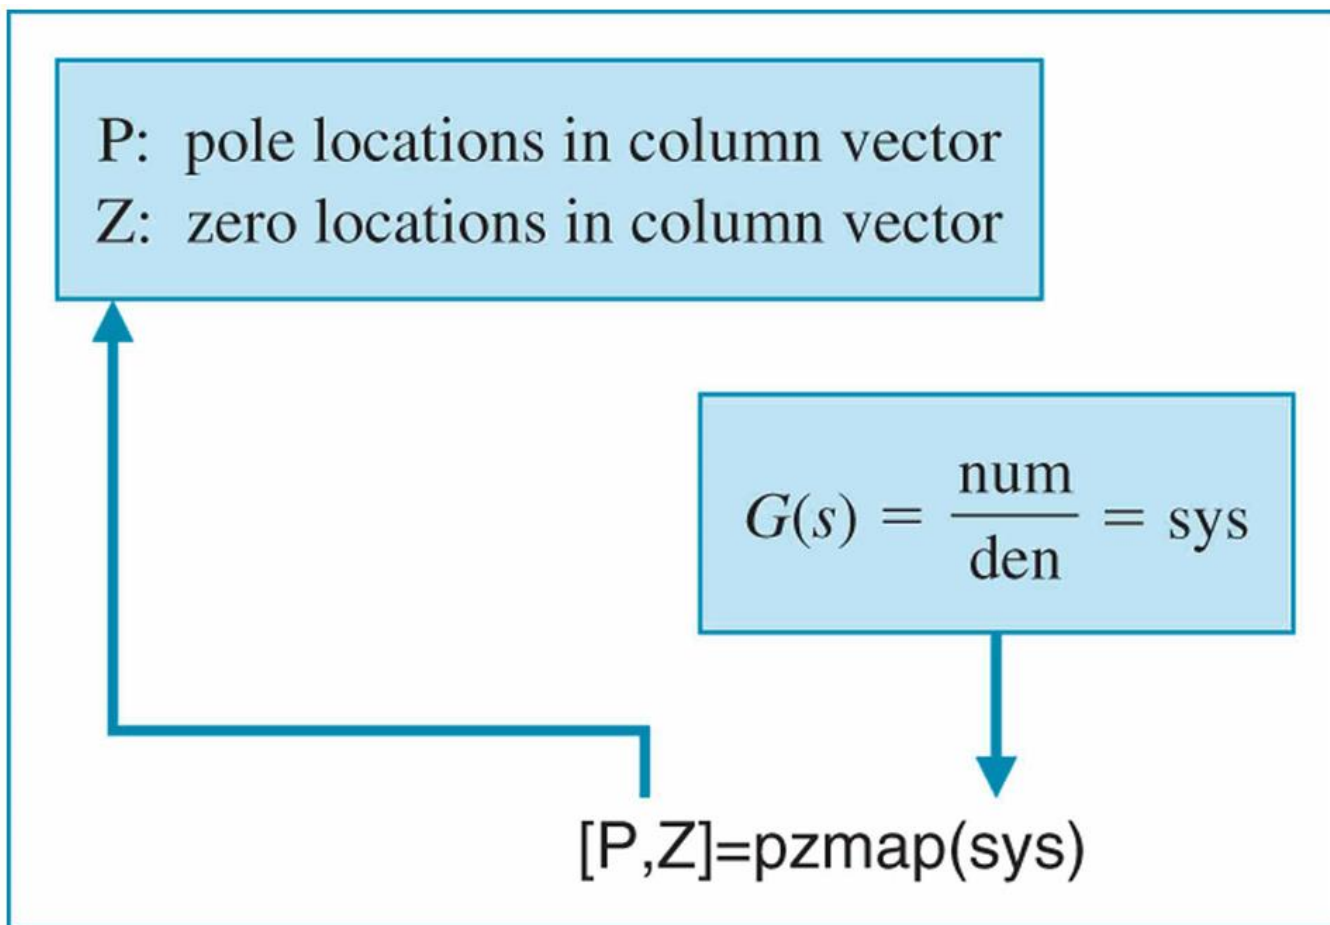 P: pole locations in column vector
Z: zero locations in column vector
G(s) = num/den = sys
[P,Z]=pzmap(sys)